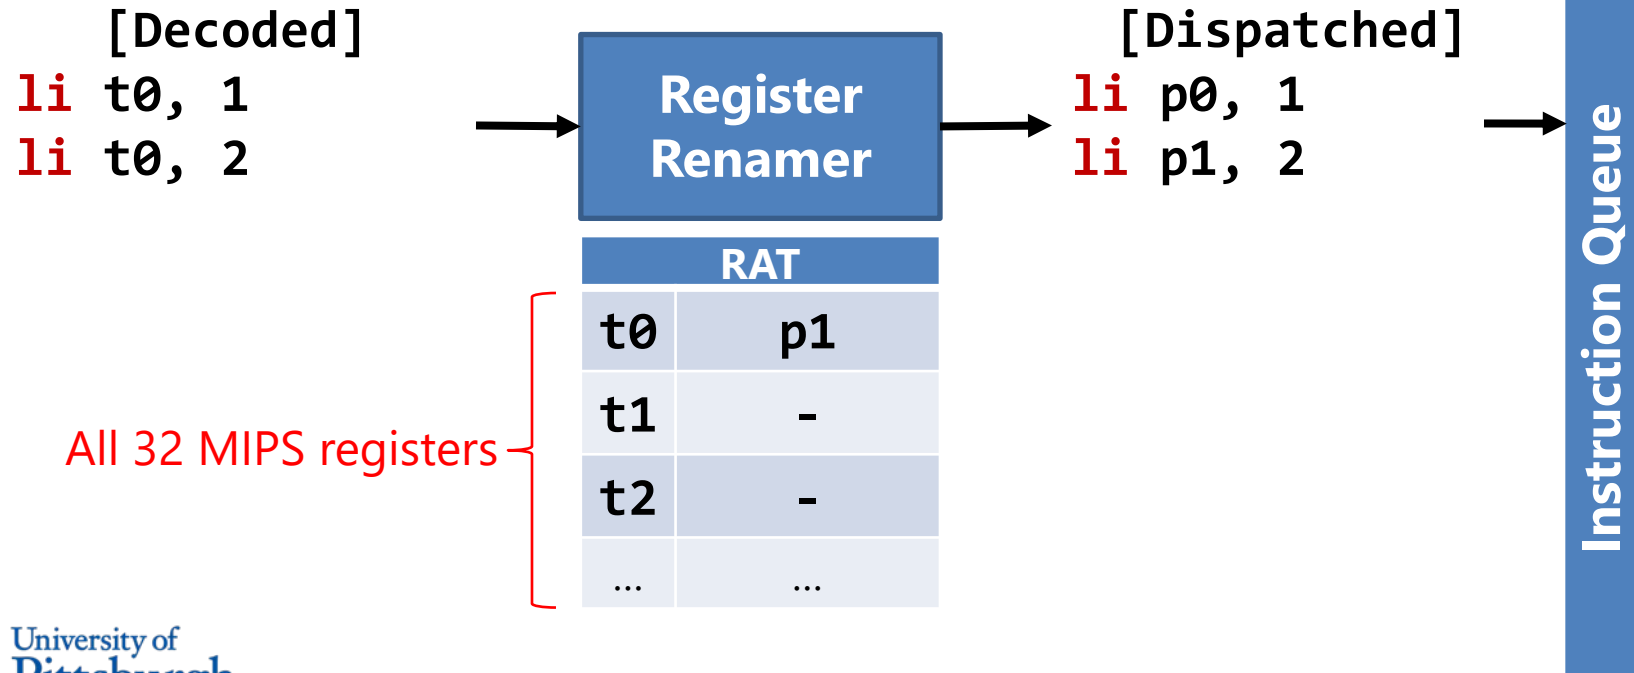 [Decoded]
li t0, 1
li t0, 2
Register
Renamer
[Dispatched]
li p0, 1
li p1, 2
Instruction Queue
RAT
t0 p1
t1 -
t2 -
... ...
All 32 MIPS registers
University of
Pittsburgh